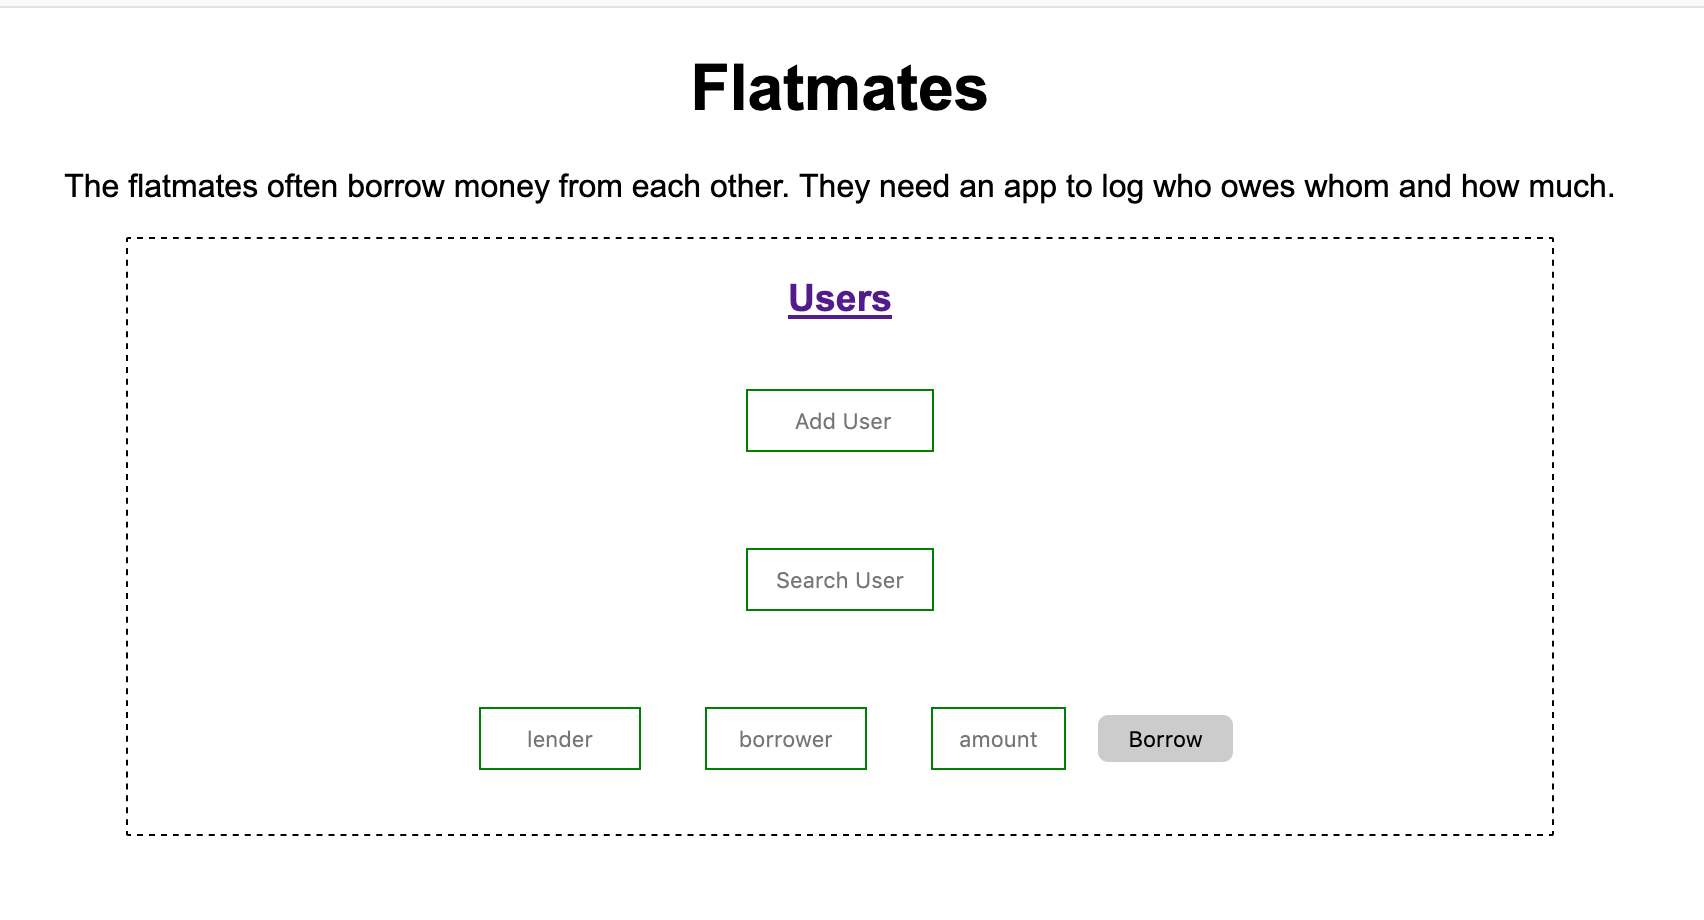 Flatmates
The flatmates often borrow money from each other. They need an app to log who owes whom and how much.
Users
Add User
Search User
lender borrower amount Borrow